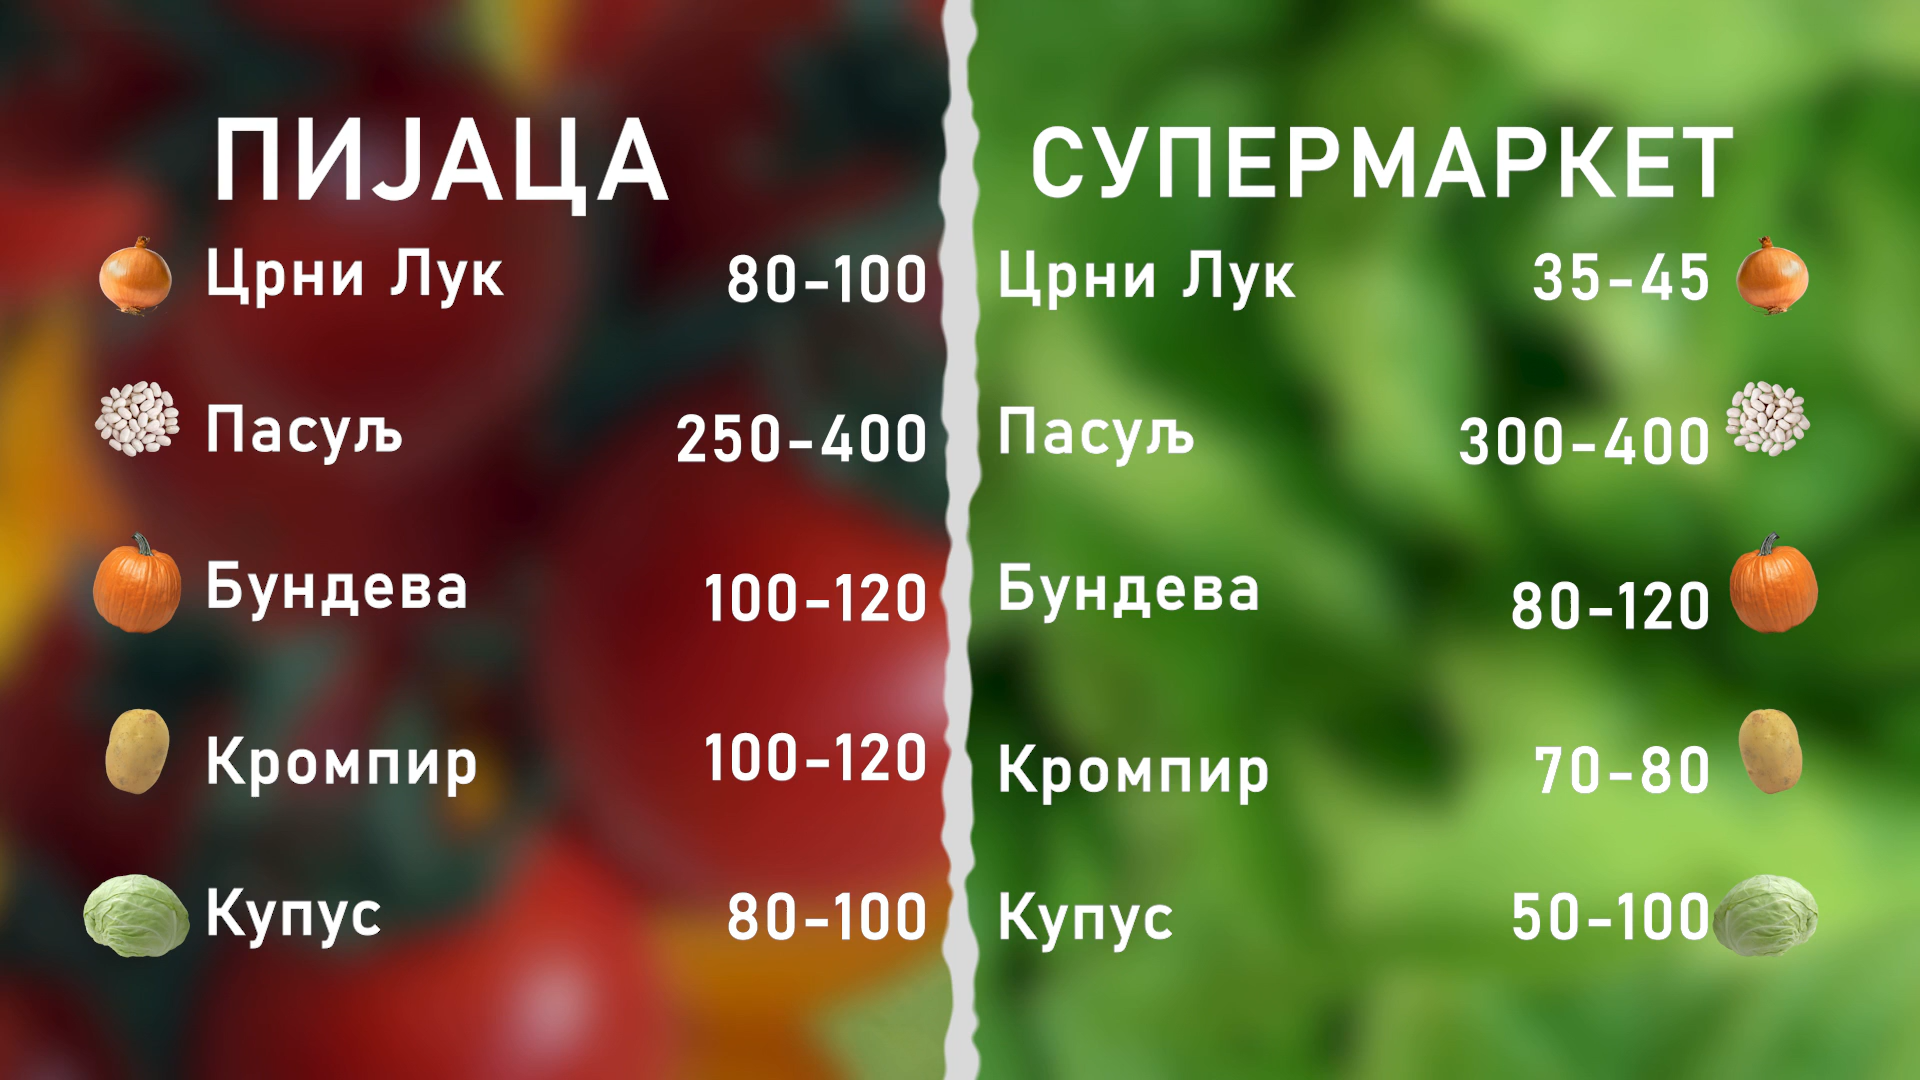 ПИЈАЦА
Црни Лук 80-100
Пасуљ 250-400
Бундева 100-120
Кромпир 100-120
Купус 80-100
СУПЕРМАРКЕТ
Црни Лук 35-45
Пасуљ 300-400
Бундева 80-120
Кромпир 70-80
Купус 50-100